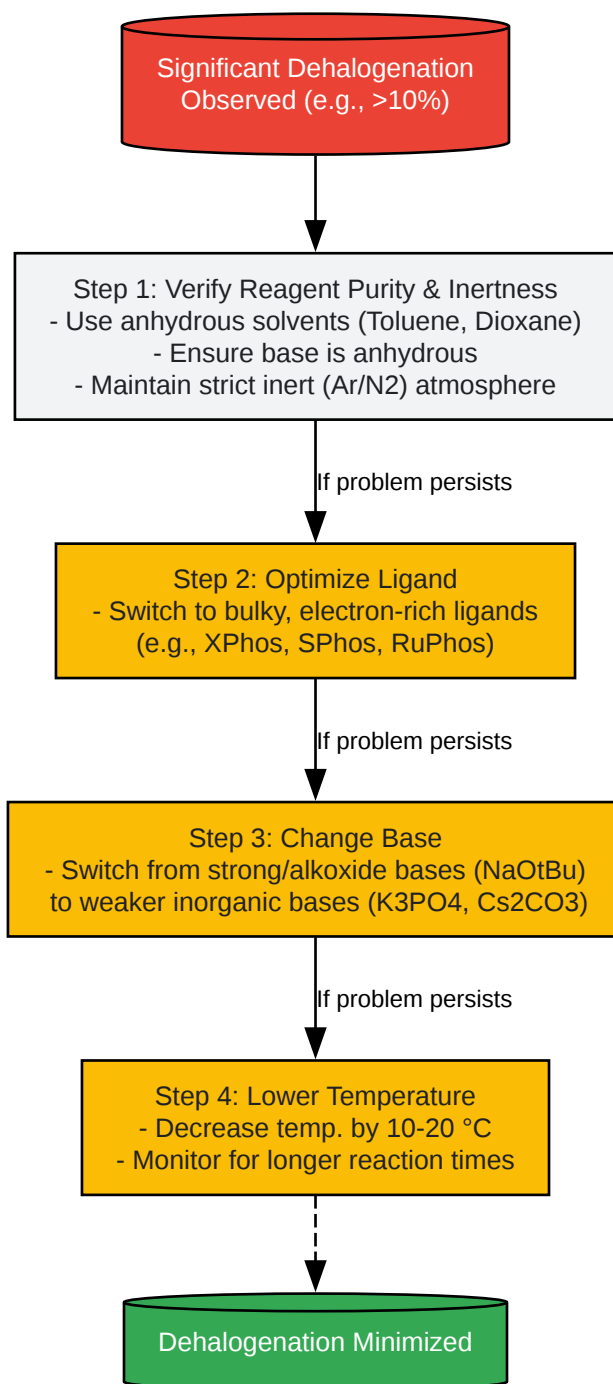 Significant Dehalogenation
Observed (e.g., >10%)
Step 1: Verify Reagent Purity & Inertness
- Use anhydrous solvents (Toluene, Dioxane)
- Ensure base is anhydrous
- Maintain strict inert (Ar/N2) atmosphere
If problem persists
Step 2: Optimize Ligand
- Switch to bulky, electron-rich ligands
(e.g., XPhos, SPhos, RuPhos)
If problem persists
Step 3: Change Base
- Switch from strong/alkoxide bases (NaOtBu)
to weaker inorganic bases (K3PO4, Cs2CO3)
If problem persists
Step 4: Lower Temperature
- Decrease temp. by 10-20 °C
- Monitor for longer reaction times
Dehalogenation Minimized